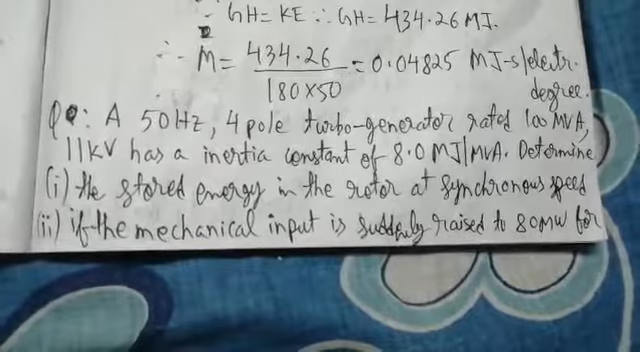 ∴ GH = KE ∴ GH = 434.26 MJ.
∴ M = 434.26 / 180×50 = 0.04825 MJ-s/electr. degree.
Q: A 50Hz, 4 pole turbo-generator rated 100 MVA,
11kV has a inertia constant of 8.0 MJ/MVA. Determine
(i) the stored energy in the rotor at synchronous speed
(ii) if the mechanical input is suddenly raised to 80MW for